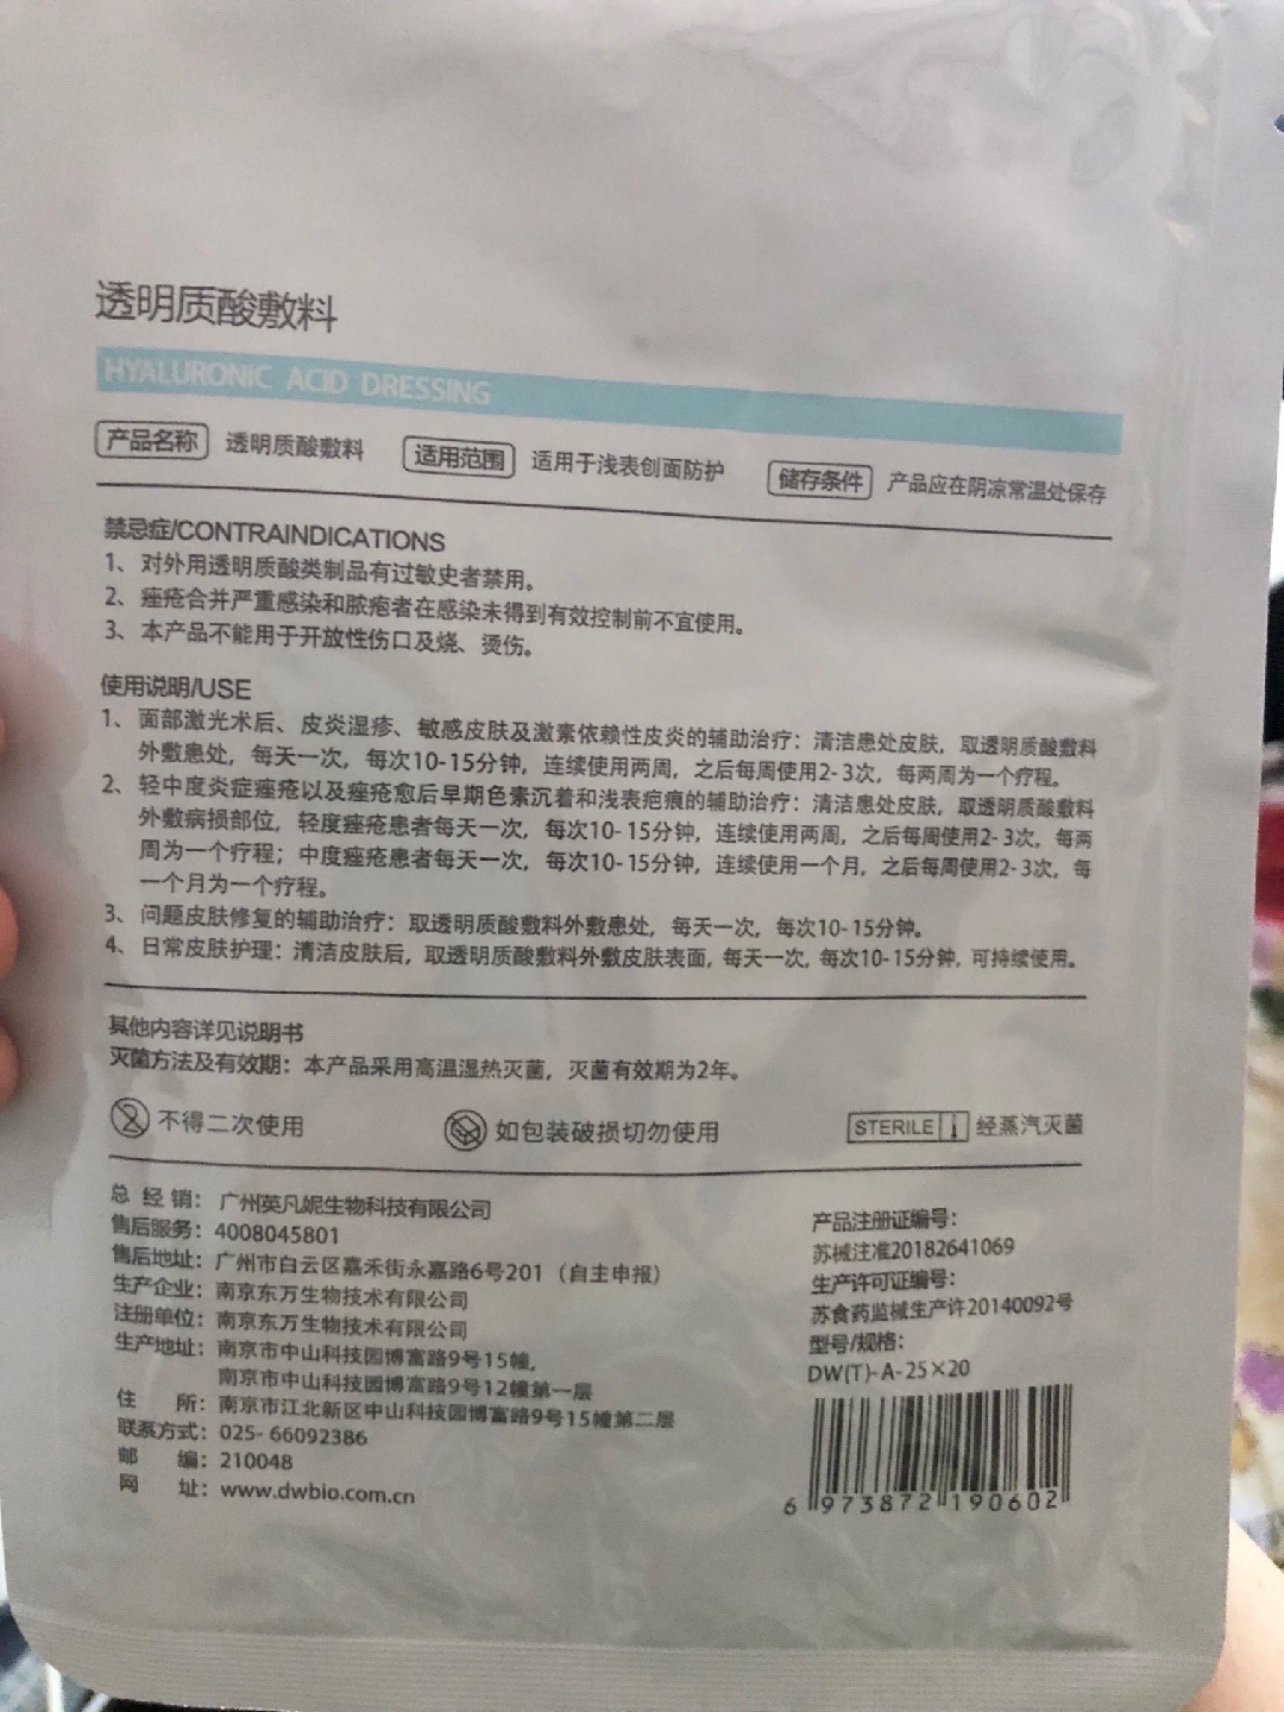 透明质酸敷料
HYALURONIC ACID DRESSING
产品名称 透明质酸敷料 适用范围 适用于浅表创面防护 储存条件 产品应在阴凉常温处保存
禁忌症/CONTRAINDICATIONS
1、对外用透明质酸类制品有过敏史者禁用。
2、痤疮合并严重感染和脓疱者在感染未得到有效控制前不宜使用。
3、本产品不能用于开放性伤口及烧、烫伤。
使用说明/USE
1、面部激光术后、皮炎湿疹、敏感皮肤及激素依赖性皮炎的辅助治疗：清洁患处皮肤，取透明质酸敷料
外敷患处，每天一次，每次10-15分钟，连续使用两周，之后每周使用2-3次，每两周为一个疗程。
2、轻中度炎症痤疮以及痤疮愈后早期色素沉着和浅表疤痕的辅助治疗：清洁患处皮肤，取透明质酸敷料
外敷病损部位，轻度痤疮患者每天一次，每次10-15分钟，连续使用两周，之后每周使用2-3次，每两
周为一个疗程；中度痤疮患者每天一次，每次10-15分钟，连续使用一个月，之后每周使用2-3次，每
一个月为一个疗程。
3、问题皮肤修复的辅助治疗：取透明质酸敷料外敷患处，每天一次，每次10-15分钟。
4、日常皮肤护理：清洁皮肤后，取透明质酸敷料外敷皮肤表面，每天一次，每次10-15分钟，可持续使用。
其他内容详见说明书
灭菌方法及有效期：本产品采用高温湿热灭菌，灭菌有效期为2年。
2 不得二次使用 如包装破损切勿使用 STERILE 经蒸汽灭菌
总 经 销：广州英凡妮生物科技有限公司
售后服务：4008045801
售后地址：广州市白云区嘉禾街永嘉路6号201（自主申报）
生产企业：南京东万生物技术有限公司
注册单位：南京东万生物技术有限公司
生产地址：南京市中山科技园博富路9号15幢，
南京市中山科技园博富路9号12幢第一层
住 所：南京市江北新区中山科技园博富路9号15幢第二层
联系方式：025-66092386
邮 编：210048
网 址：www.dwbio.com.cn
产品注册证编号：
苏械注准20182641069
生产许可证编号：
苏食药监械生产许20140092号
型号/规格：
DW(T)-A-25×20
6 973872 190602